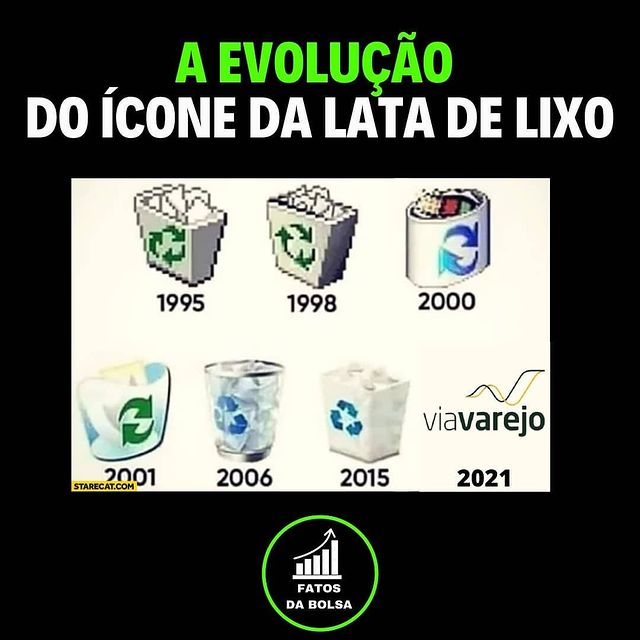 A EVOLUÇÃO
DO ÍCONE DA LATA DE LIXO
1995
1998
2000
2001
2006
2015
viavarejo
2021
STARECAT.COM
FATOS
DA BOLSA